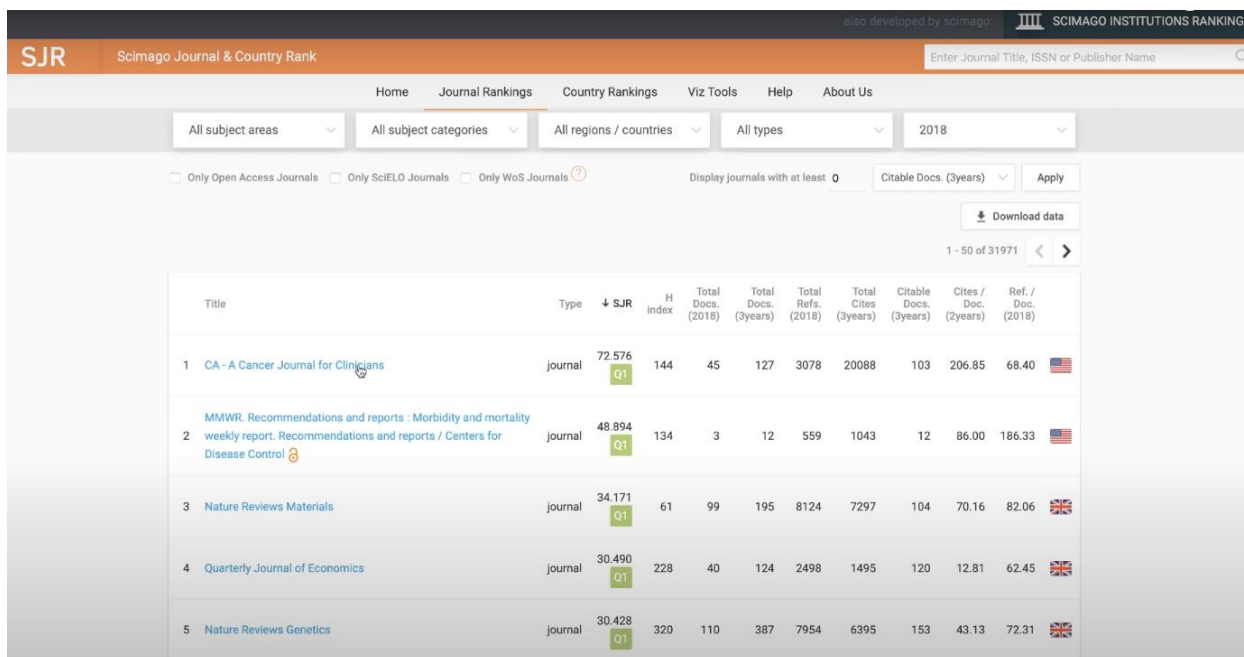 also developed by scimago:
SCIMAGO INSTITUTIONS RANKING
SJR
Scimago Journal & Country Rank
Enter Journal Title, ISSN or Publisher Name
Home Journal Rankings Country Rankings Viz Tools Help About Us
All subject areas All subject categories All regions / countries All types 2018
Only Open Access Journals Only SciELO Journals Only WoS Journals ? Display journals with at least 0 Citable Docs. (3years) Apply
Download data
1 - 50 of 31971
Title Type ↓ SJR H index Total Docs. (2018) Total Docs. (3years) Total Refs. (2018) Total Cites (3years) Citable Docs. (3years) Cites / Doc. (2years) Ref. / Doc. (2018)
1 CA - A Cancer Journal for Clinicians journal 72.576 Q1 144 45 127 3078 20088 103 206.85 68.40
MMWR. Recommendations and reports : Morbidity and mortality
2 weekly report. Recommendations and reports / Centers for journal 48.894 Q1 134 3 12 559 1043 12 86.00 186.33
Disease Control
3 Nature Reviews Materials journal 34.171 Q1 61 99 195 8124 7297 104 70.16 82.06
4 Quarterly Journal of Economics journal 30.490 Q1 228 40 124 2498 1495 120 12.81 62.45
5 Nature Reviews Genetics journal 30.428 Q1 320 110 387 7954 6395 153 43.13 72.31